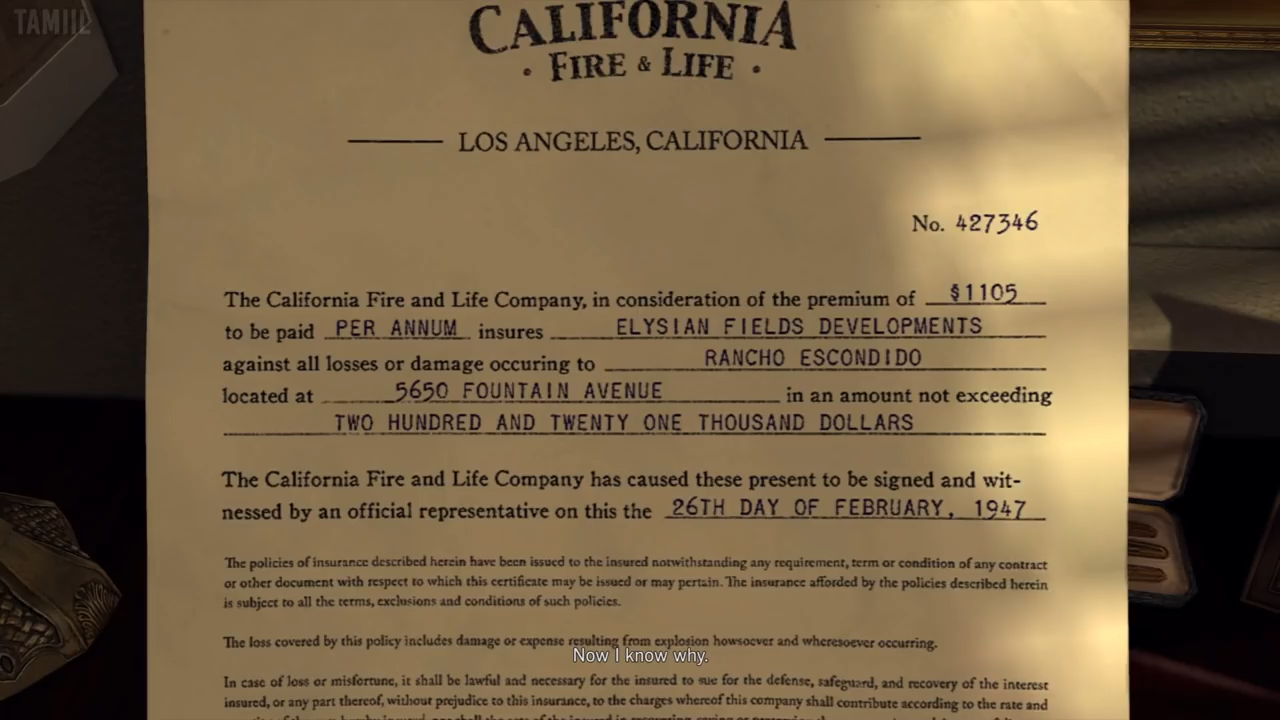 TAMIIL
CALIFORNIA
· FIRE & LIFE ·
LOS ANGELES, CALIFORNIA
No. 427346
The California Fire and Life Company, in consideration of the premium of $1105
to be paid PER ANNUM insures ELYSIAN FIELDS DEVELOPMENTS
against all losses or damage occuring to RANCHO ESCONDIDO
located at 5650 FOUNTAIN AVENUE in an amount not exceeding
TWO HUNDRED AND TWENTY ONE THOUSAND DOLLARS
The California Fire and Life Company has caused these present to be signed and wit-
nessed by an official representative on this the 26TH DAY OF FEBRUARY, 1947
The policies of insurance described herein have been issued to the insured notwithstanding any requirement, term or condition of any contract
or other document with respect to which this certificate may be issued or may pertain. The insurance afforded by the policies described herein
is subject to all the terms, exclusions and conditions of such policies.
The loss covered by this policy includes damage or expense resulting from explosion howsoever and wheresoever occurring.
Now I know why.
In case of loss or misfortune, it shall be lawful and necessary for the insured to sue for the defense, safeguard, and recovery of the interest
insured, or any part thereof, without prejudice to this insurance, to the charges whereof this company shall contribute according to the rate and